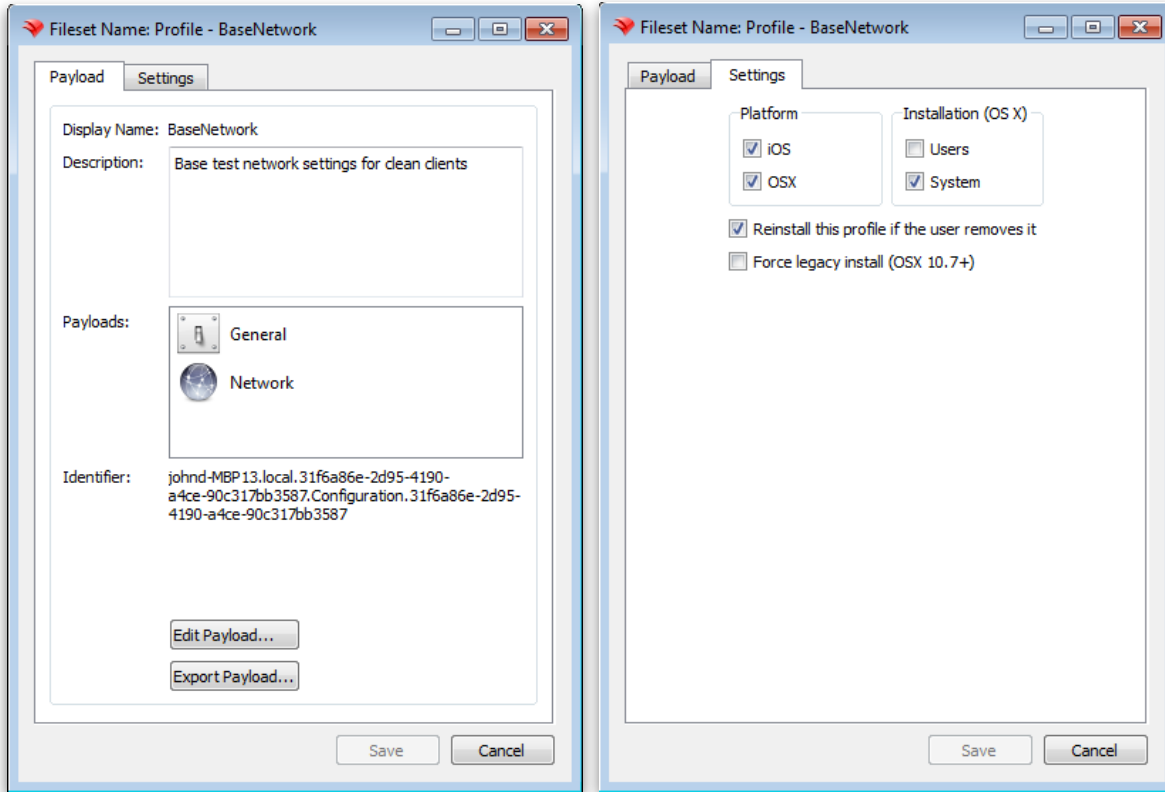 Fileset Name: Profile - BaseNetwork
Payload
Settings
Display Name: BaseNetwork
Description:
Base test network settings for clean clients
Payloads:
General
Network
Identifier:
johnd-MBP13.local.31f6a86e-2d95-4190-
a4ce-90c317bb3587.Configuration.31f6a86e-2d95-
4190-a4ce-90c317bb3587
Edit Payload...
Export Payload...
Save
Cancel
Fileset Name: Profile - BaseNetwork
Payload
Settings
Platform
iOS
OSX
Installation (OS X)
Users
System
Reinstall this profile if the user removes it
Force legacy install (OSX 10.7+)
Save
Cancel